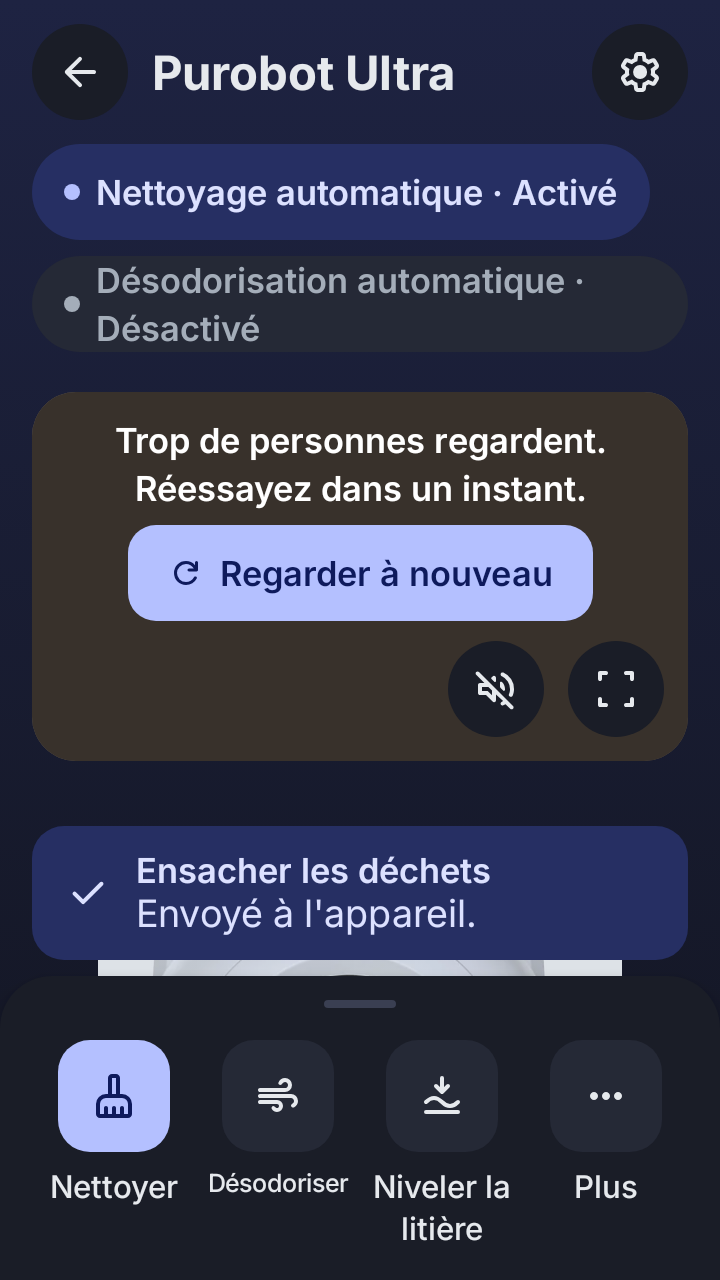 Purobot Ultra
Nettoyage automatique · Activé
Désodorisation automatique ·
Désactivé
Trop de personnes regardent.
Réessayez dans un instant.
Regarder à nouveau
Ensacher les déchets
Envoyé à l'appareil.
Nettoyer
Désodoriser
Niveler la
litière
Plus